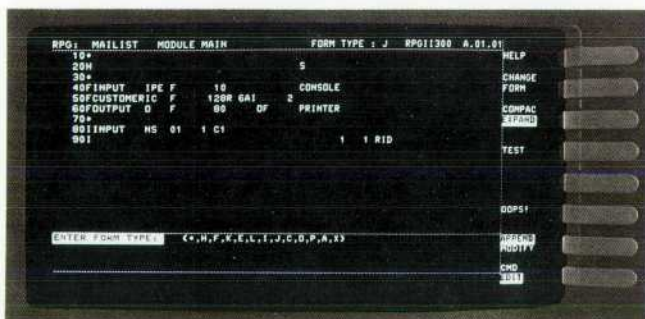 RPG: MAILIST MODULE MAIN FORM TYPE : J RPGII300 A.01.01
10*
20H S
30*
40FINPUT IPE F 10 CONSOLE
50FCUSTOMERIC F 128R 6AI 2
60FOUTPUT O F 80 OF PRINTER
70*
80IINPUT NS 01 1 C1
90I 1 1 RID
HELP
CHANGE
FORM
COMPAC
EXPAND
TEST
OOPS!
APPEND
MODIFY
CMD
EDIT
ENTER FORM TYPE: (*,H,F,K,E,L,I,J,C,O,P,A,X)